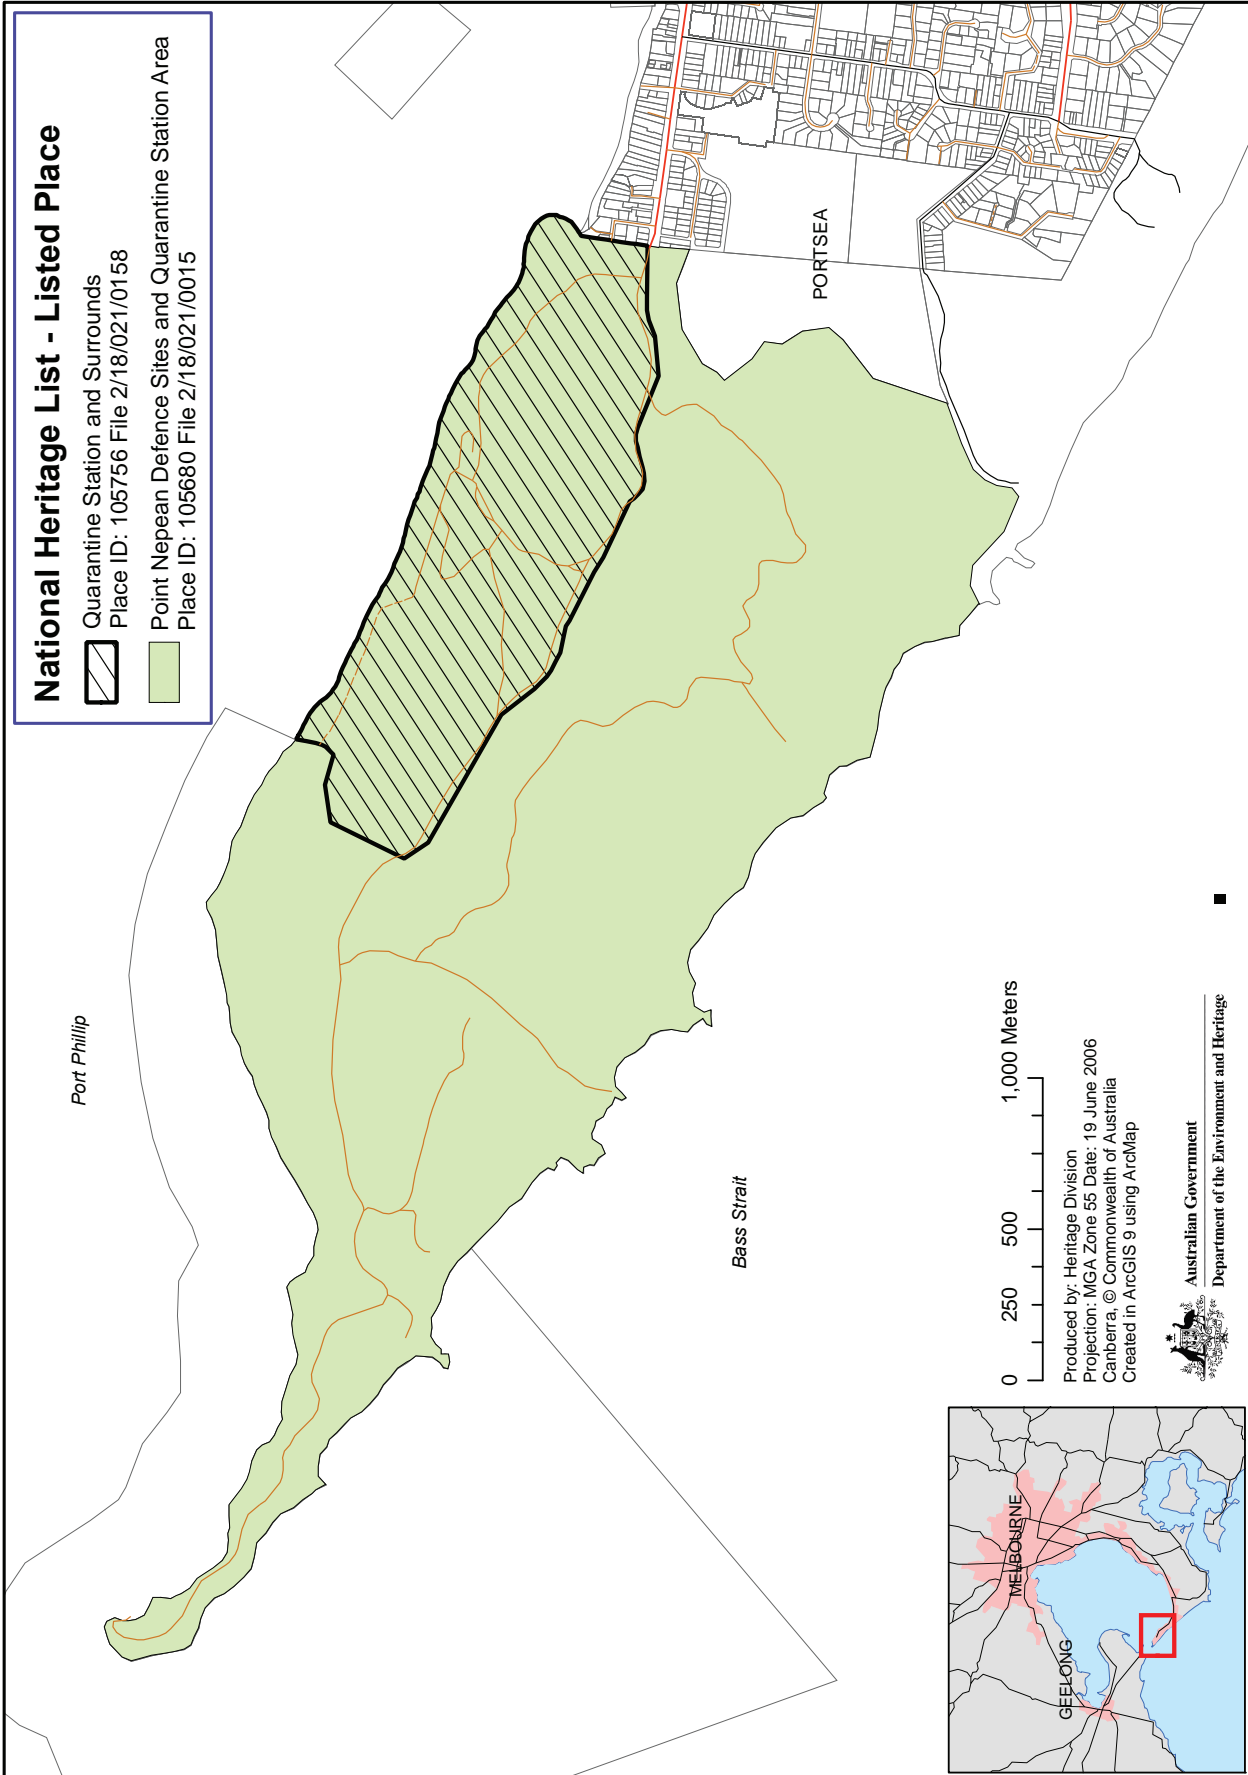 National Heritage List - Listed Place
Quarantine Station and Surrounds
Place ID: 105756 File 2/18/021/0158
Point Nepean Defence Sites and Quarantine Station Area
Place ID: 105680 File 2/18/021/0015
Port Phillip
PORTSEA
Bass Strait
0 250 500 1,000 Meters
Produced by: Heritage Division
Projection: MGA Zone 55 Date: 19 June 2006
Canberra, © Commonwealth of Australia
Created in ArcGIS 9 using ArcMap
Australian Government
Department of the Environment and Heritage
MELBOURNE
GEELONG